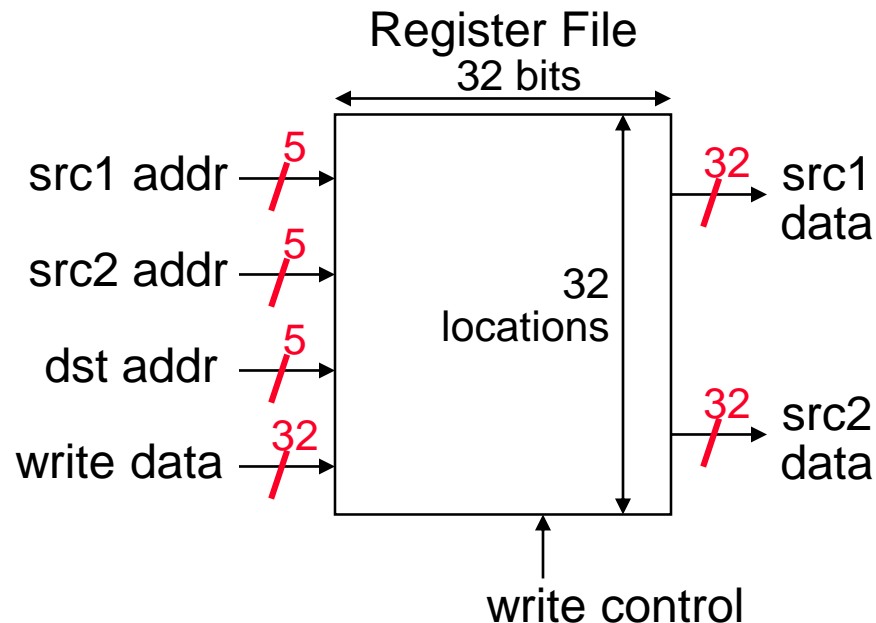 Register File
32 bits
5
src1 addr
32
src1
data
5
src2 addr
32
locations
5
dst addr
32
write data
32
src2
data
write control